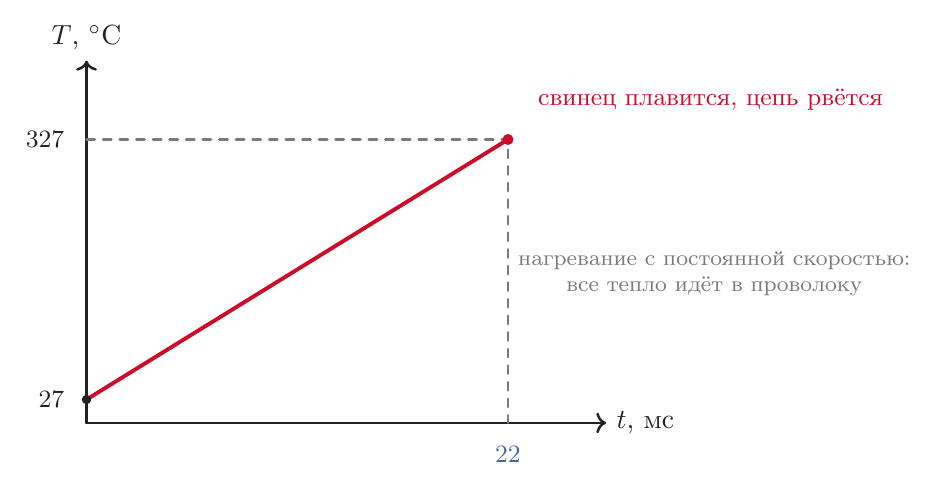 T, °C
свинец плавится, цепь рвётся
327
нагревание с постоянной скоростью:
все тепло идёт в проволоку
27
t, мс
22